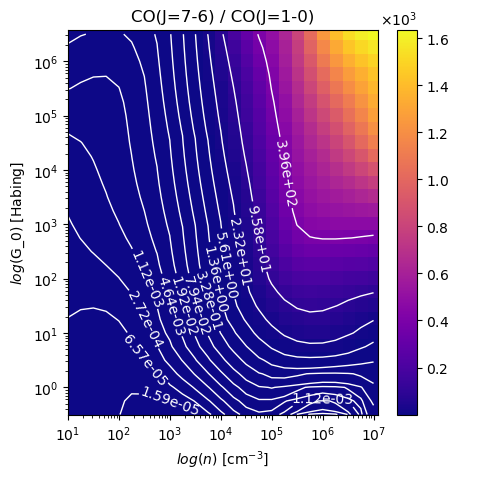 CO(J=7-6) / CO(J=1-0)
×10³
log(G_0) [Habing]
10⁶
10⁵
10⁴
10³
10²
10¹
10⁰
3.96e+02
9.58e+01
2.32e+01
5.61e+00
1.36e+00
3.28e-01
7.94e-02
1.92e-02
4.64e-03
1.12e-03
2.72e-04
6.57e-05
1.59e-05
1.12e-03
10¹ 10² 10³ 10⁴ 10⁵ 10⁶ 10⁷
log(n) [cm⁻³]
1.6
1.4
1.2
1.0
0.8
0.6
0.4
0.2